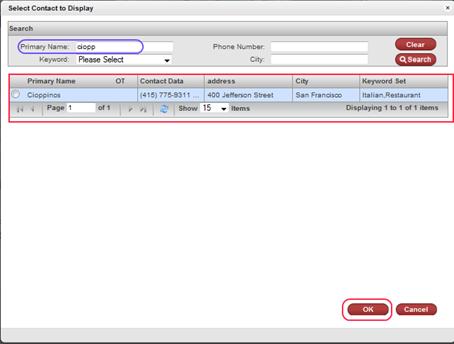 Select Contact to Display
Search
Primary Name: ciopp Phone Number: Clear
Keyword: Please Select City: Search
Primary Name OT Contact Data address City Keyword Set
Cioppinos (415) 775-9311 ... 400 Jefferson Street San Francisco Italian,Restaurant
Page 1 of 1 Show 15 items Displaying 1 to 1 of 1 items
OK Cancel